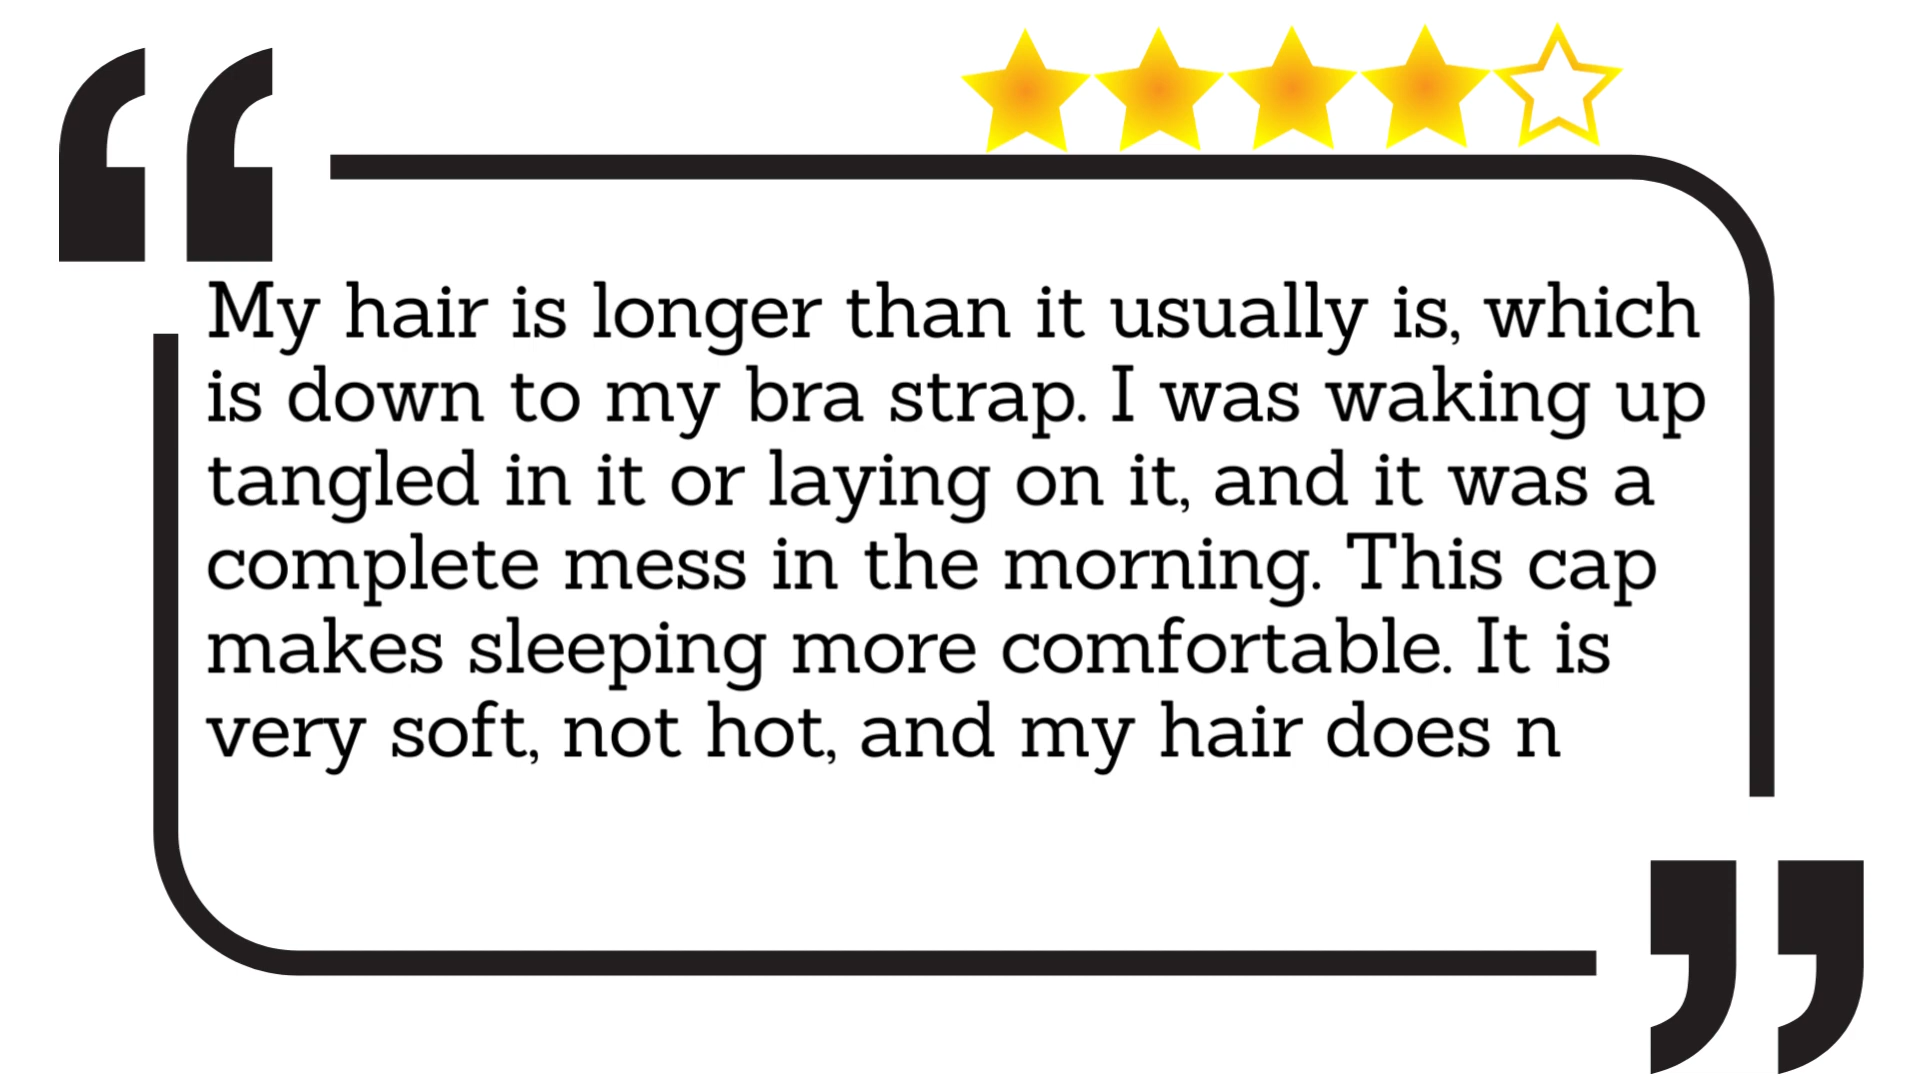 My hair is longer than it usually is, which
is down to my bra strap. I was waking up
tangled in it or laying on it, and it was a
complete mess in the morning. This cap
makes sleeping more comfortable. It is
very soft, not hot, and my hair does n